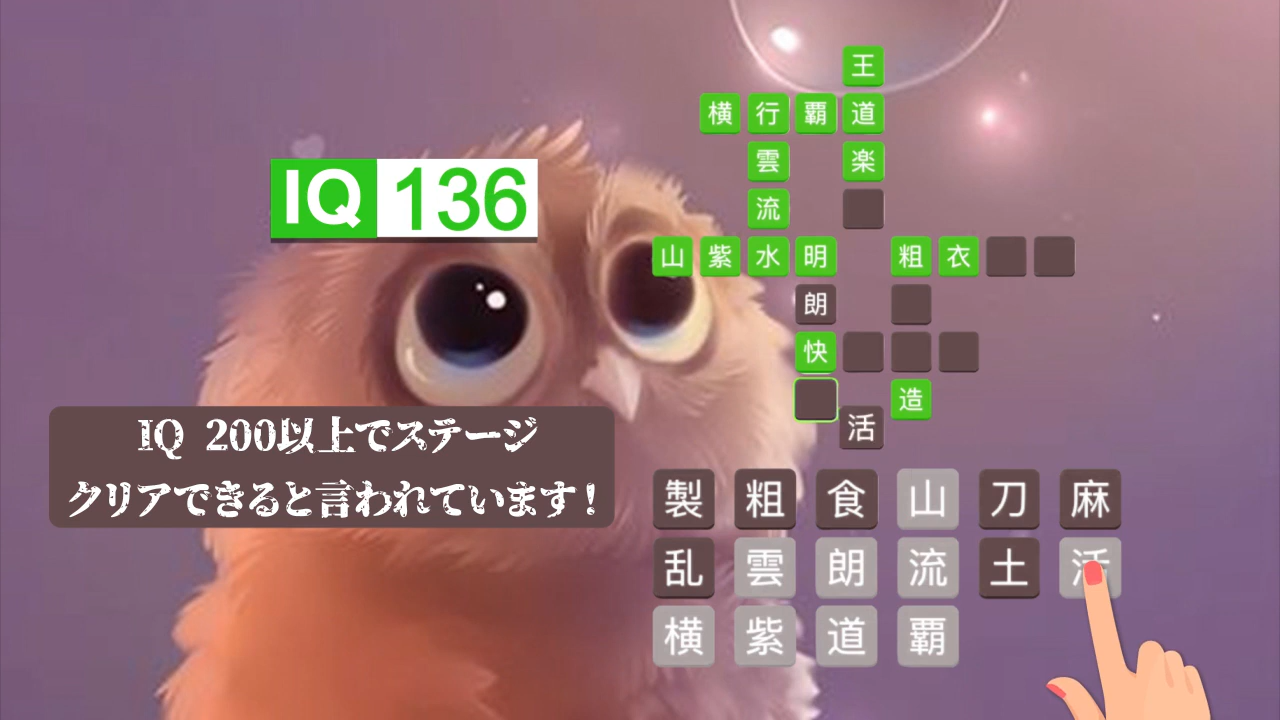 王
横行覇道
雲 楽
流
山紫水明 粗衣
朗
快
造
活
IQ 136
IQ 200以上でステージ
クリアできると言われています!
製 粗 食 山 刀 麻
乱 雲 朗 流 土 活
横 紫 道 覇